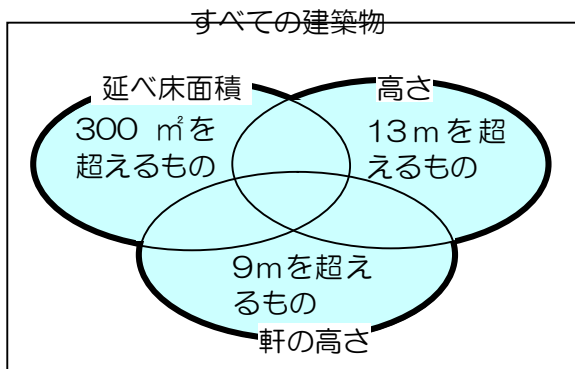 すべての建築物
延べ床面積
300 ㎡を
超えるもの
高さ
13ｍを超
えるもの
9ｍを超え
るもの
軒の高さ